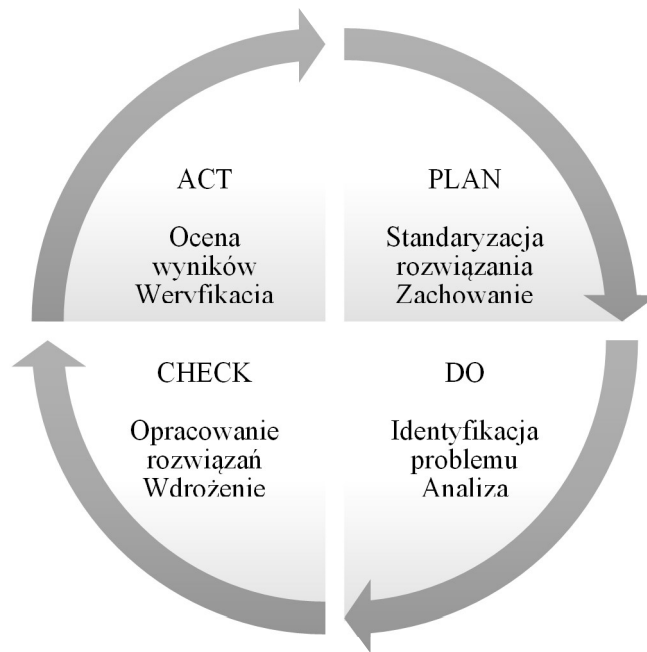 ACT
Ocena
wyników
Weryfikacja
PLAN
Standaryzacja
rozwiązania
Zachowanie
CHECK
Opracowanie
rozwiązań
Wdrożenie
DO
Identyfikacja
problemu
Analiza